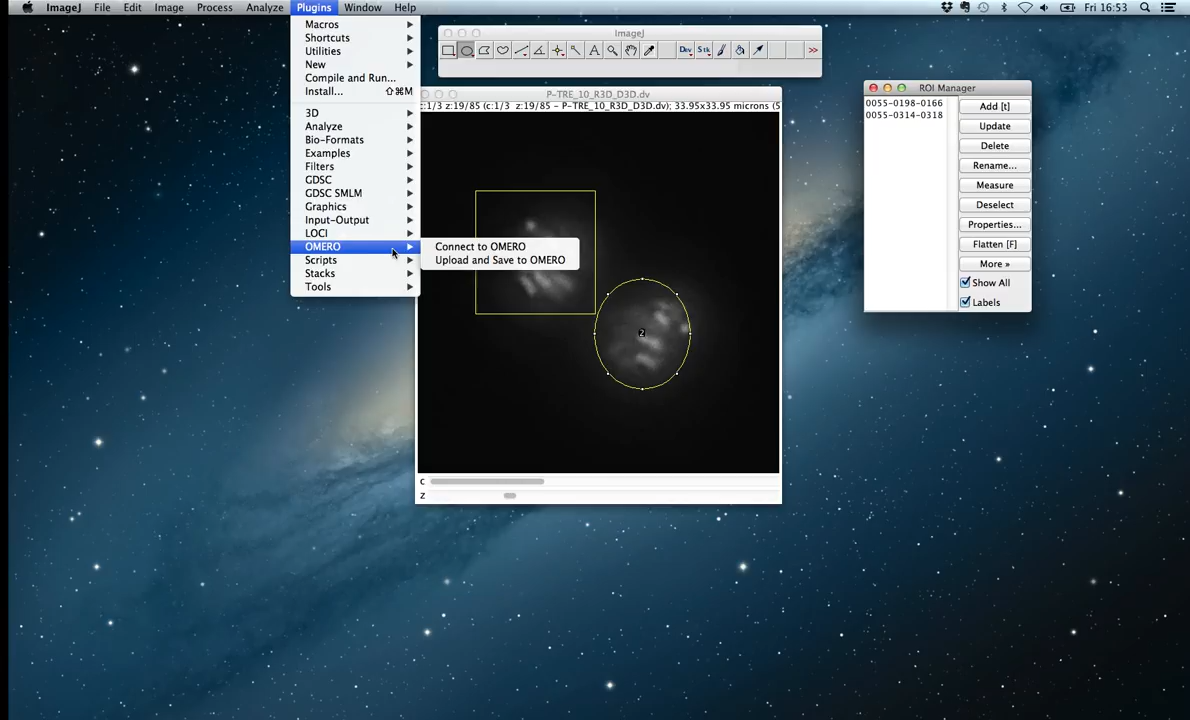 ImageJ File Edit Image Process Analyze Plugins Window Help Fri 16:53
Macros
Shortcuts
Utilities
New
Compile and Run...
Install... ⇧⌘M
3D
Analyze
Bio-Formats
Examples
Filters
GDSC
GDSC SMLM
Graphics
Input-Output
LOCI
OMERO
Scripts
Stacks
Tools
Connect to OMERO
Upload and Save to OMERO
ImageJ
A Dev Stk >>
P-TRE_10_R3D_D3D.dv
c:1/3 z:19/85 (c:1/3 z:19/85 - P-TRE_10_R3D_D3D.dv); 33.95x33.95 microns (5
2
c
z
ROI Manager
0055-0198-0166
0055-0314-0318
Add [t]
Update
Delete
Rename...
Measure
Deselect
Properties...
Flatten [F]
More »
Show All
Labels